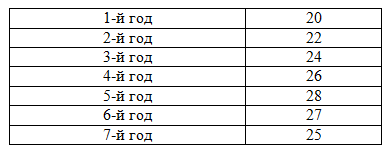 1-й год 20
2-й год 22
3-й год 24
4-й год 26
5-й год 28
6-й год 27
7-й год 25